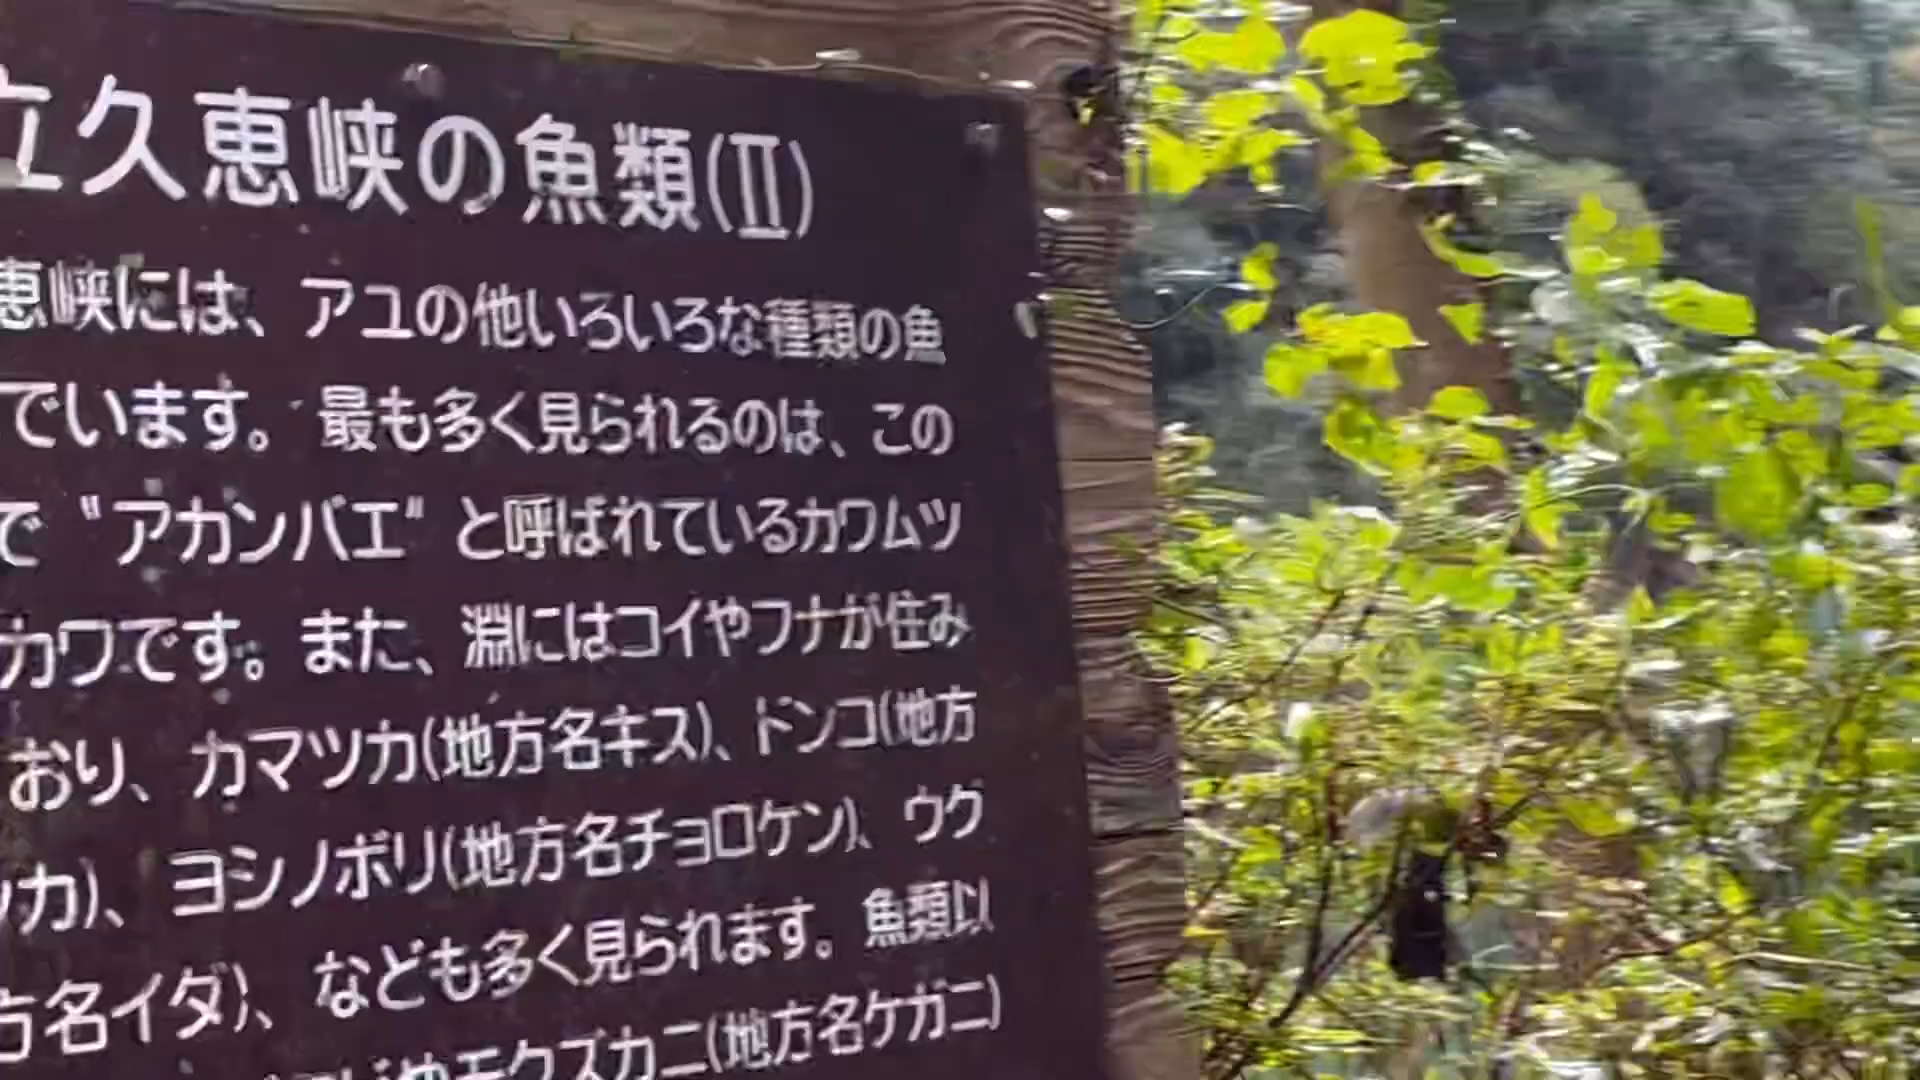 立久恵峡の魚類(Ⅱ)
恵峡には、アユの他いろいろな種類の魚
でいます。最も多く見られるのは、この
で"アカンバエ"と呼ばれているカワムツ
カワです。また、淵にはコイやフナが住み
おり、カマツカ(地方名キス)、ドンコ(地方
ッカ)、ヨシノボリ(地方名チョロケン)、ウグ
方名イダ)、なども多く見られます。魚類以
モクズカニ(地方名ケガニ)